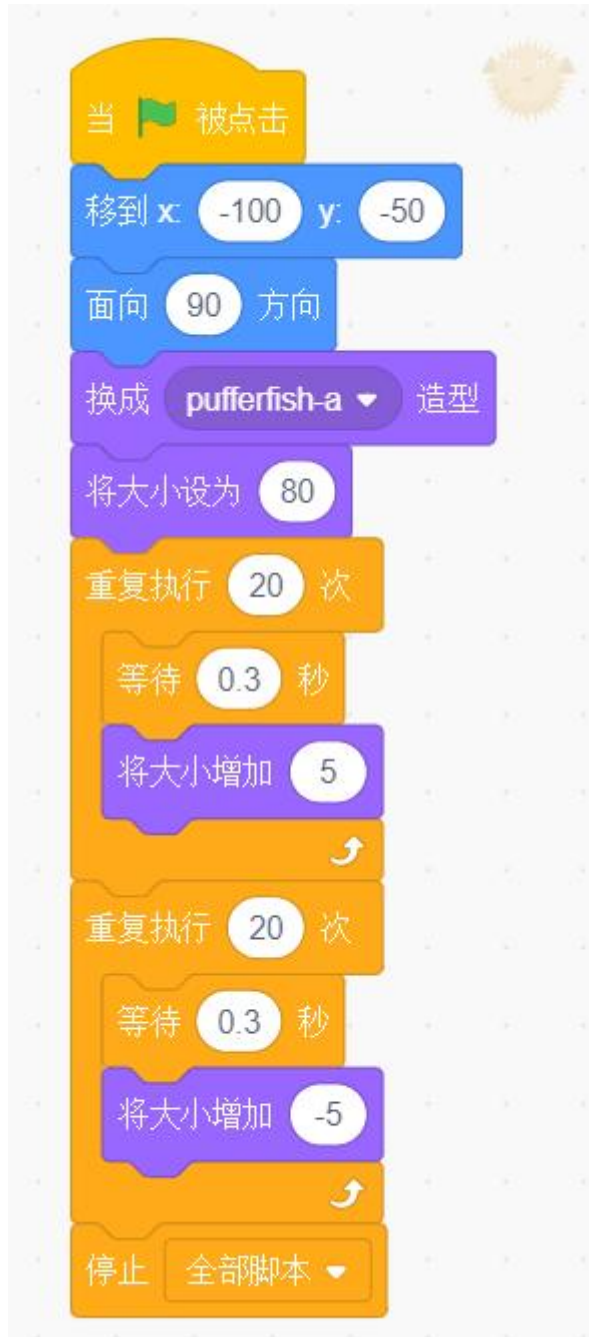 当 被点击
移到 x: -100 y: -50
面向 90 方向
换成 pufferfish-a 造型
将大小设为 80
重复执行 20 次
等待 0.3 秒
将大小增加 5
重复执行 20 次
等待 0.3 秒
将大小增加 -5
停止 全部脚本